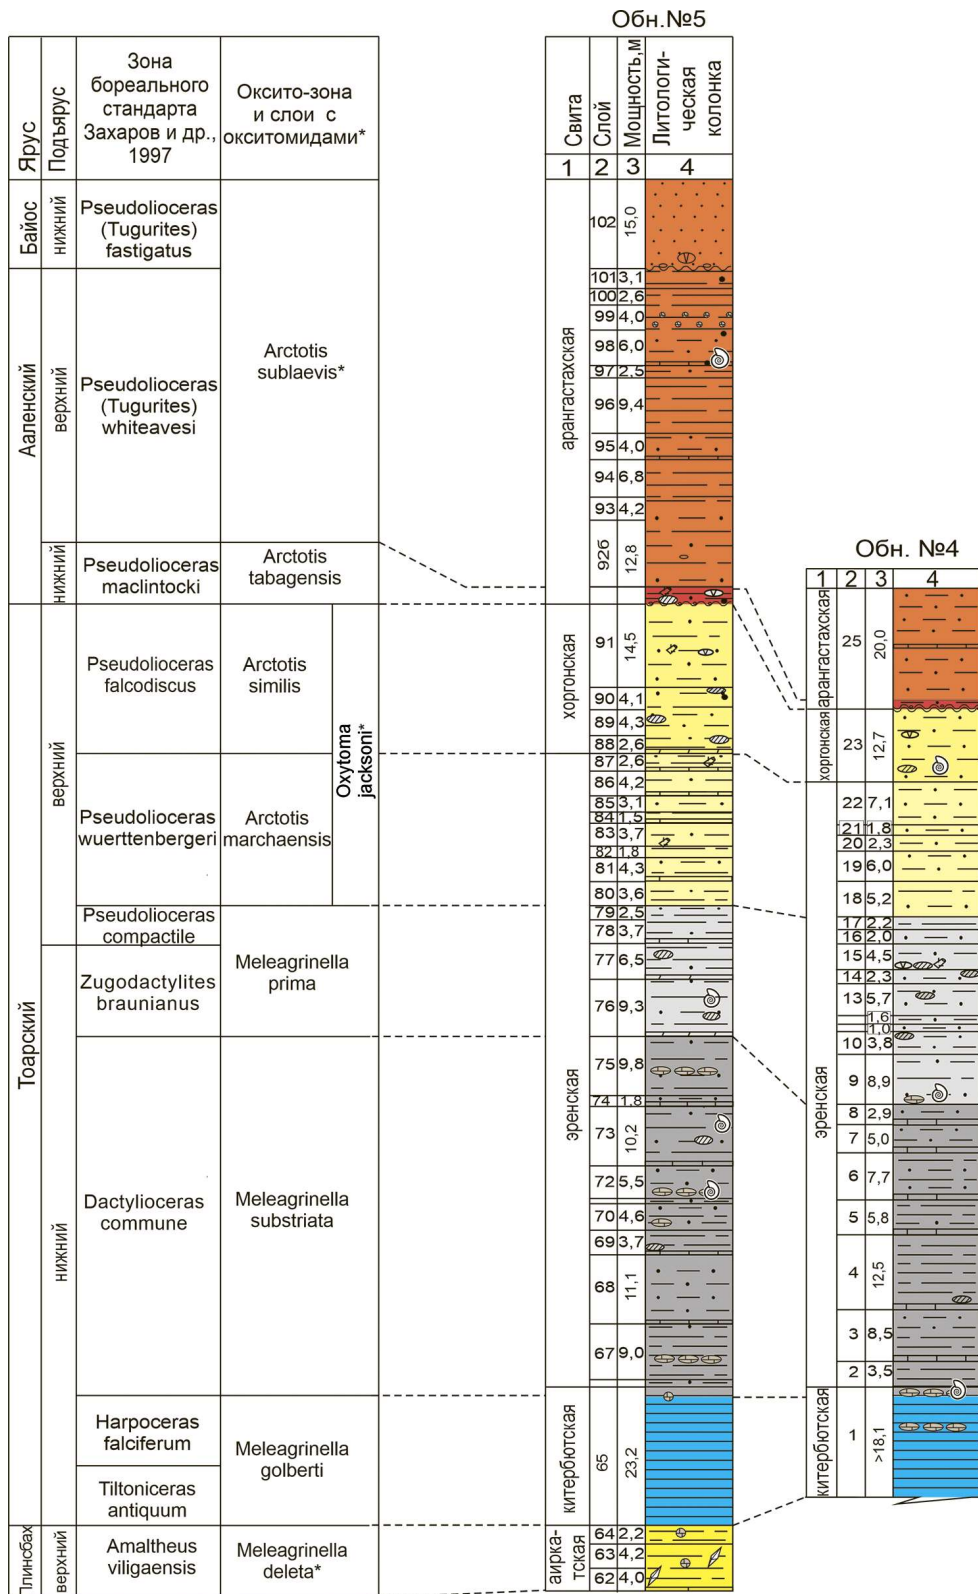 Обн.№5
Ярус
Подъярус
Зона
бореального
стандарта
Захаров и др.,
1997
Оксито-зона
и слои с
окситомидами*
Свита
Слой
Мощность,м
Литологи-
ческая
колонка
1
2
3
4
Байос
нижний
Pseudolioceras
(Tugurites)
fastigatus
Ааленский
верхний
Pseudolioceras
(Tugurites)
whiteavesi
Arctotis
sublaevis*
нижний
Pseudolioceras
maclintocki
Arctotis
tabagensis
Тоарский
верхний
Pseudolioceras
falcodiscus
Arctotis
similis
Oxytoma
jacksoni*
Pseudolioceras
wuerttenbergeri
Arctotis
marchaensis
Pseudolioceras
compactile
Meleagrinella
prima
нижний
Zugodactylites
braunianus
Dactylioceras
commune
Meleagrinella
substriata
Harpoceras
falciferum
Meleagrinella
golberti
Tiltoniceras
antiquum
Плинсбах
верхний
Amaltheus
viligaensis
Meleagrinella
deleta*
арангастахская
102 15,0
101 3,1
100 2,6
99 4,0
98 6,0
97 2,5
96 9,4
95 4,0
94 6,8
93 4,2
926 12,8
хоргонская
91 14,5
90 4,1
89 4,3
88 2,6
эренская
87 2,6
86 4,2
85 3,1
84 1,5
83 3,7
82 1,8
81 4,3
80 3,6
79 2,5
78 3,7
77 6,5
76 9,3
75 9,8
74 1,8
73 10,2
72 5,5
70 4,6
69 3,7
68 11,1
67 9,0
китербютская
65 23,2
аирка-
тская
64 2,2
63 4,2
62 4,0
Обн. №4
1 2 3 4
арангастахская
25 20,0
хоргонская
23 12,7
эренская
22 7,1
21 1,8
20 2,3
19 6,0
18 5,2
17 2,2
16 2,0
15 4,5
14 2,3
13 5,7
1,6
1,0
10 3,8
9 8,9
8 2,9
7 5,0
6 7,7
5 5,8
4 12,5
3 8,5
2 3,5
китербютская
1 >18,1